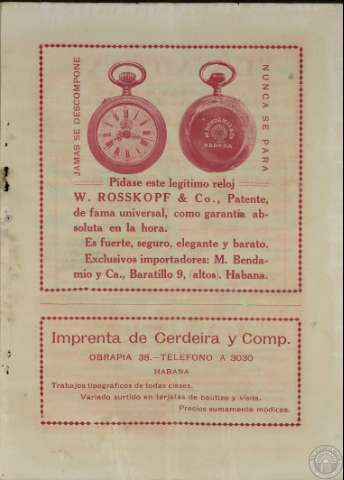 JAMAS SE DESCOMPONE
NUNCA SE PARA
HABANA
Pídase este legítimo reloj
W. ROSSKOPF & Co., Patente,
de fama universal, como garantía ab-
soluta en la hora.
Es fuerte, seguro, elegante y barato.
Exclusivos importadores: M. Benda-
mio y Ca., Baratillo 9, (altos). Habana.
Imprenta de Cerdeira y Comp.
OBRAPIA 38.—TELEFONO A 3030
HABANA
Trabajos tipográficos de todas clases.
Variado surtido en tarjetas de bautizo y visita.
Precios sumamente módicos.